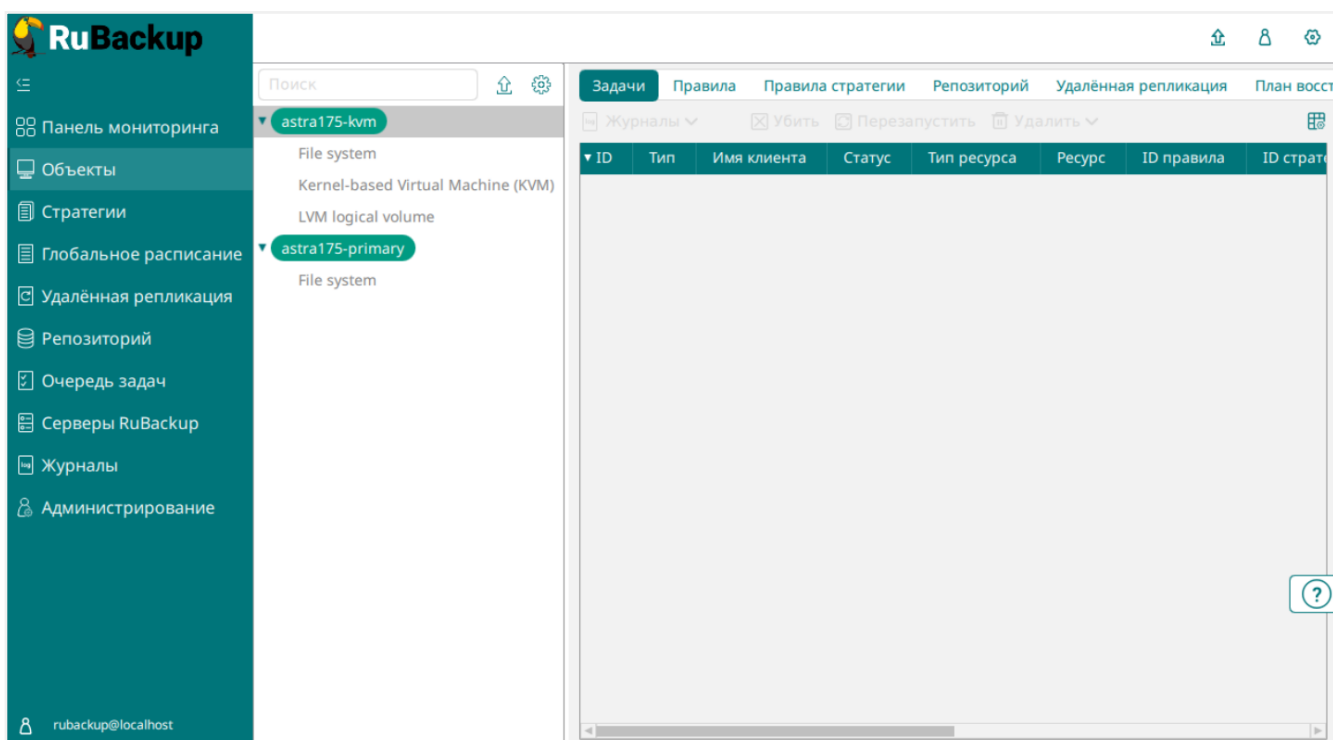 RuBackup
Панель мониторинга
Объекты
Стратегии
Глобальное расписание
Удалённая репликация
Репозиторий
Очередь задач
Серверы RuBackup
log Журналы
Администрирование
rubackup@localhost
Поиск
astra175-kvm
File system
Kernel-based Virtual Machine (KVM)
LVM logical volume
astra175-primary
File system
Задачи Правила Правила стратегии Репозиторий Удалённая репликация План восст
Журналы Убить Перезапустить Удалить
ID Тип Имя клиента Статус Тип ресурса Ресурс ID правила ID страте
?